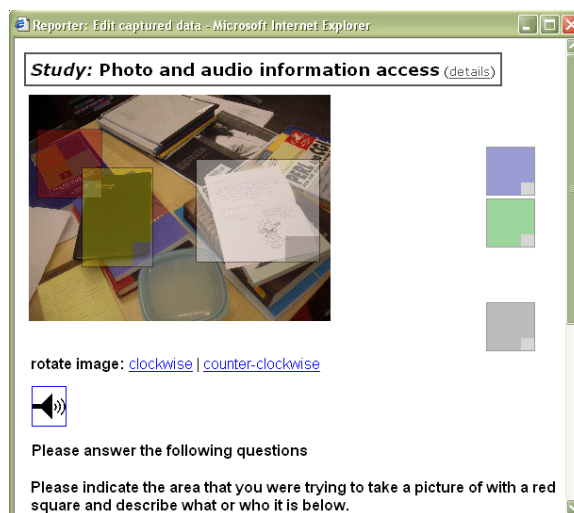 Reporter: Edit captured data - Microsoft Internet Explorer
Study: Photo and audio information access (details)
PERL
rotate image: clockwise | counter-clockwise
Please answer the following questions
Please indicate the area that you were trying to take a picture of with a red
square and describe what or who it is below.